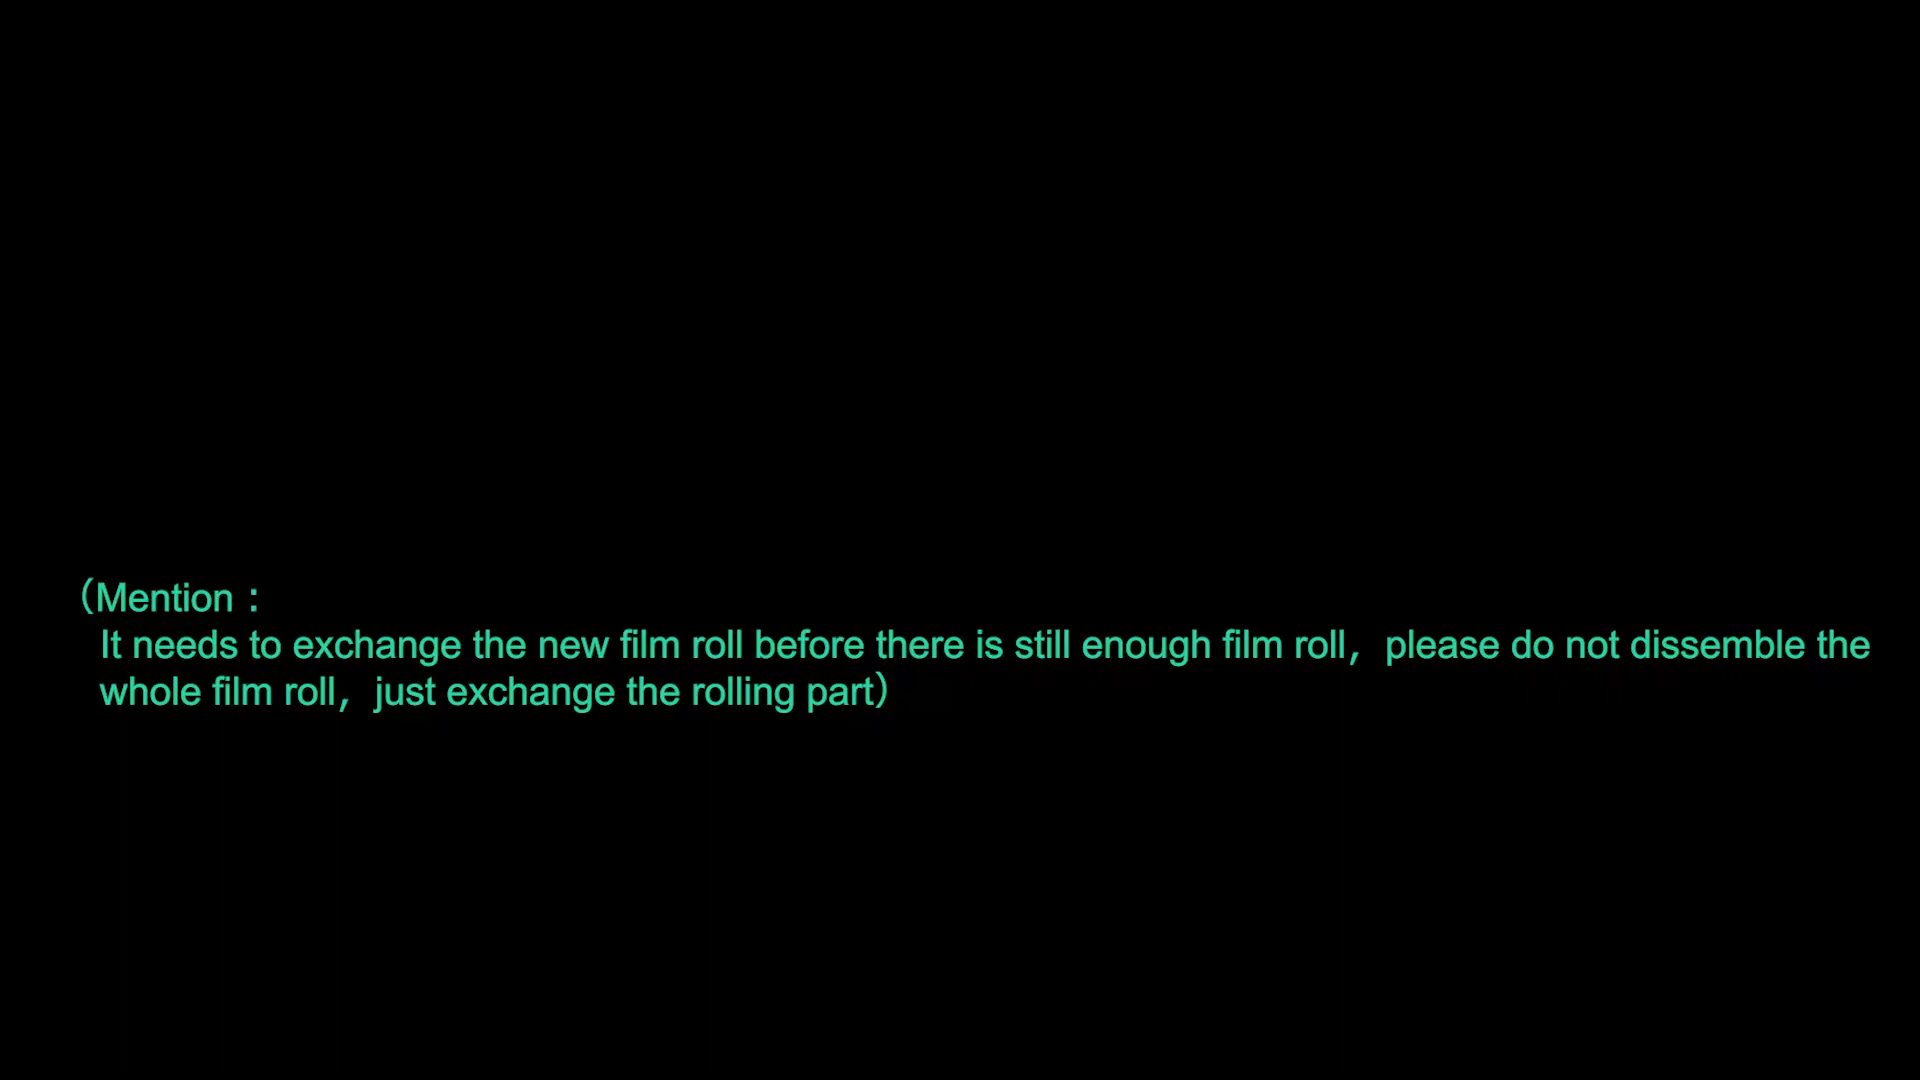 （Mention：
It needs to exchange the new film roll before there is still enough film roll，please do not dissemble the
whole film roll，just exchange the rolling part）